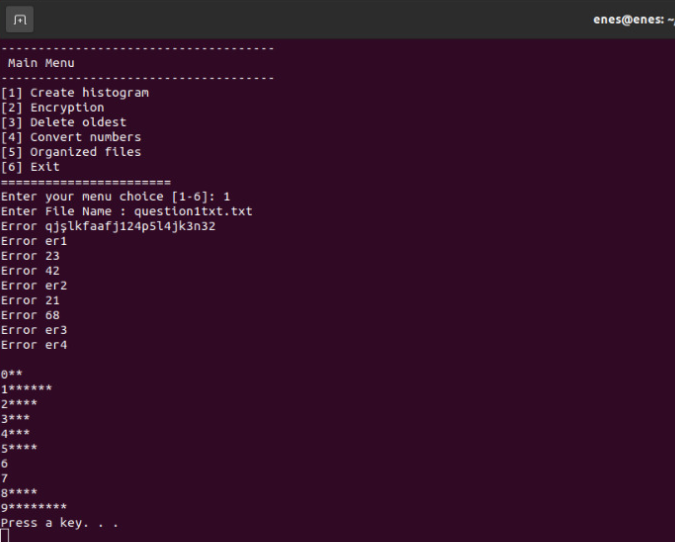 enes@enes: ~/
-------------------------------------
 Main Menu
-------------------------------------
[1] Create histogram
[2] Encryption
[3] Delete oldest
[4] Convert numbers
[5] Organized files
[6] Exit
=======================
Enter your menu choice [1-6]: 1
Enter File Name : question1txt.txt
Error qjşlkfaafj124p5l4jk3n32
Error er1
Error 23
Error 42
Error er2
Error 21
Error 68
Error er3
Error er4

0**
1******
2****
3***
4***
5****
6
7
8****
9********
Press a key. . .